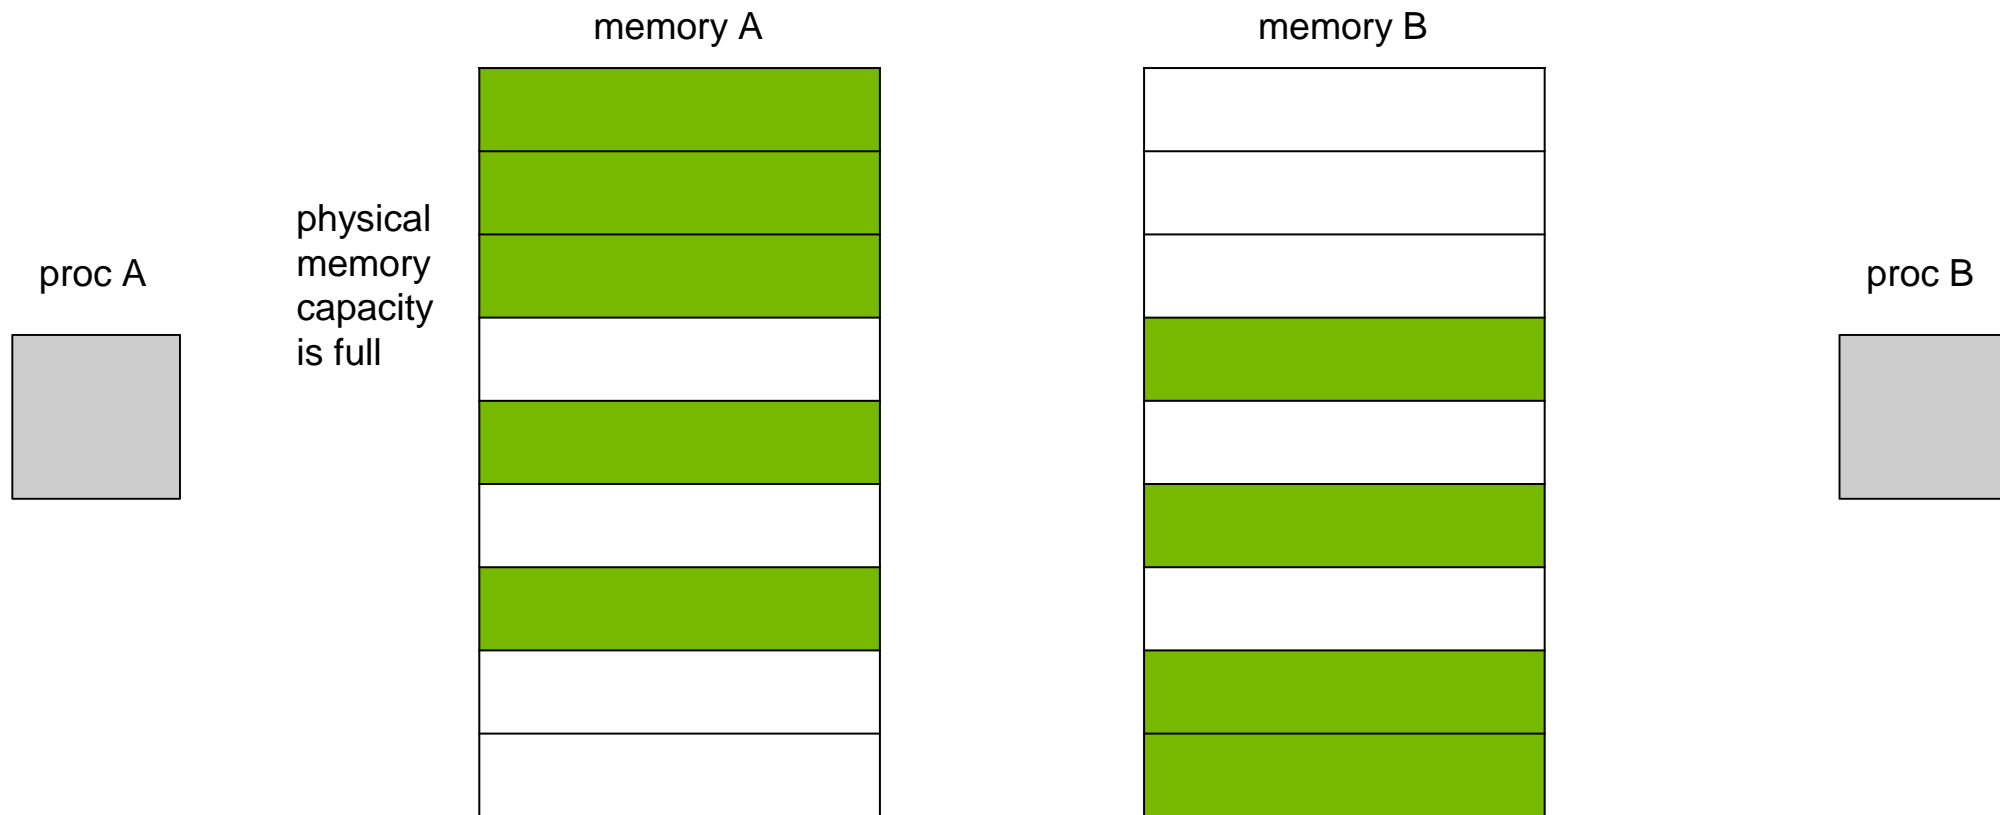 memory A
memory B
physical
memory
capacity
is full
proc A
proc B